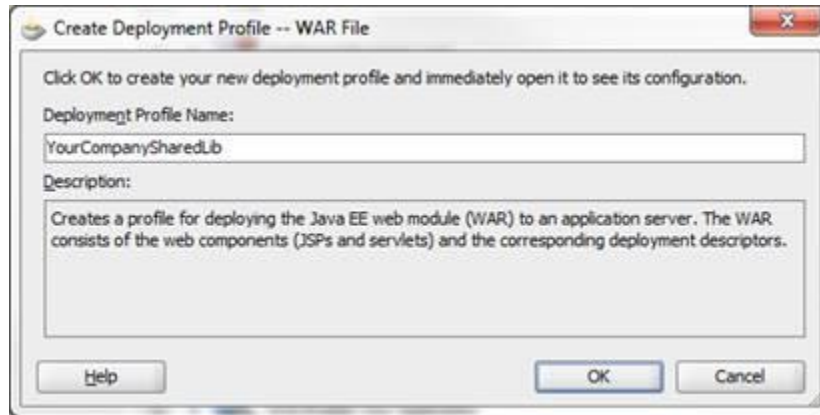 Create Deployment Profile -- WAR File
Click OK to create your new deployment profile and immediately open it to see its configuration.
Deployment Profile Name:
YourCompanySharedLib
Description:
Creates a profile for deploying the Java EE web module (WAR) to an application server. The WAR
consists of the web components (JSPs and servlets) and the corresponding deployment descriptors.
Help
OK
Cancel